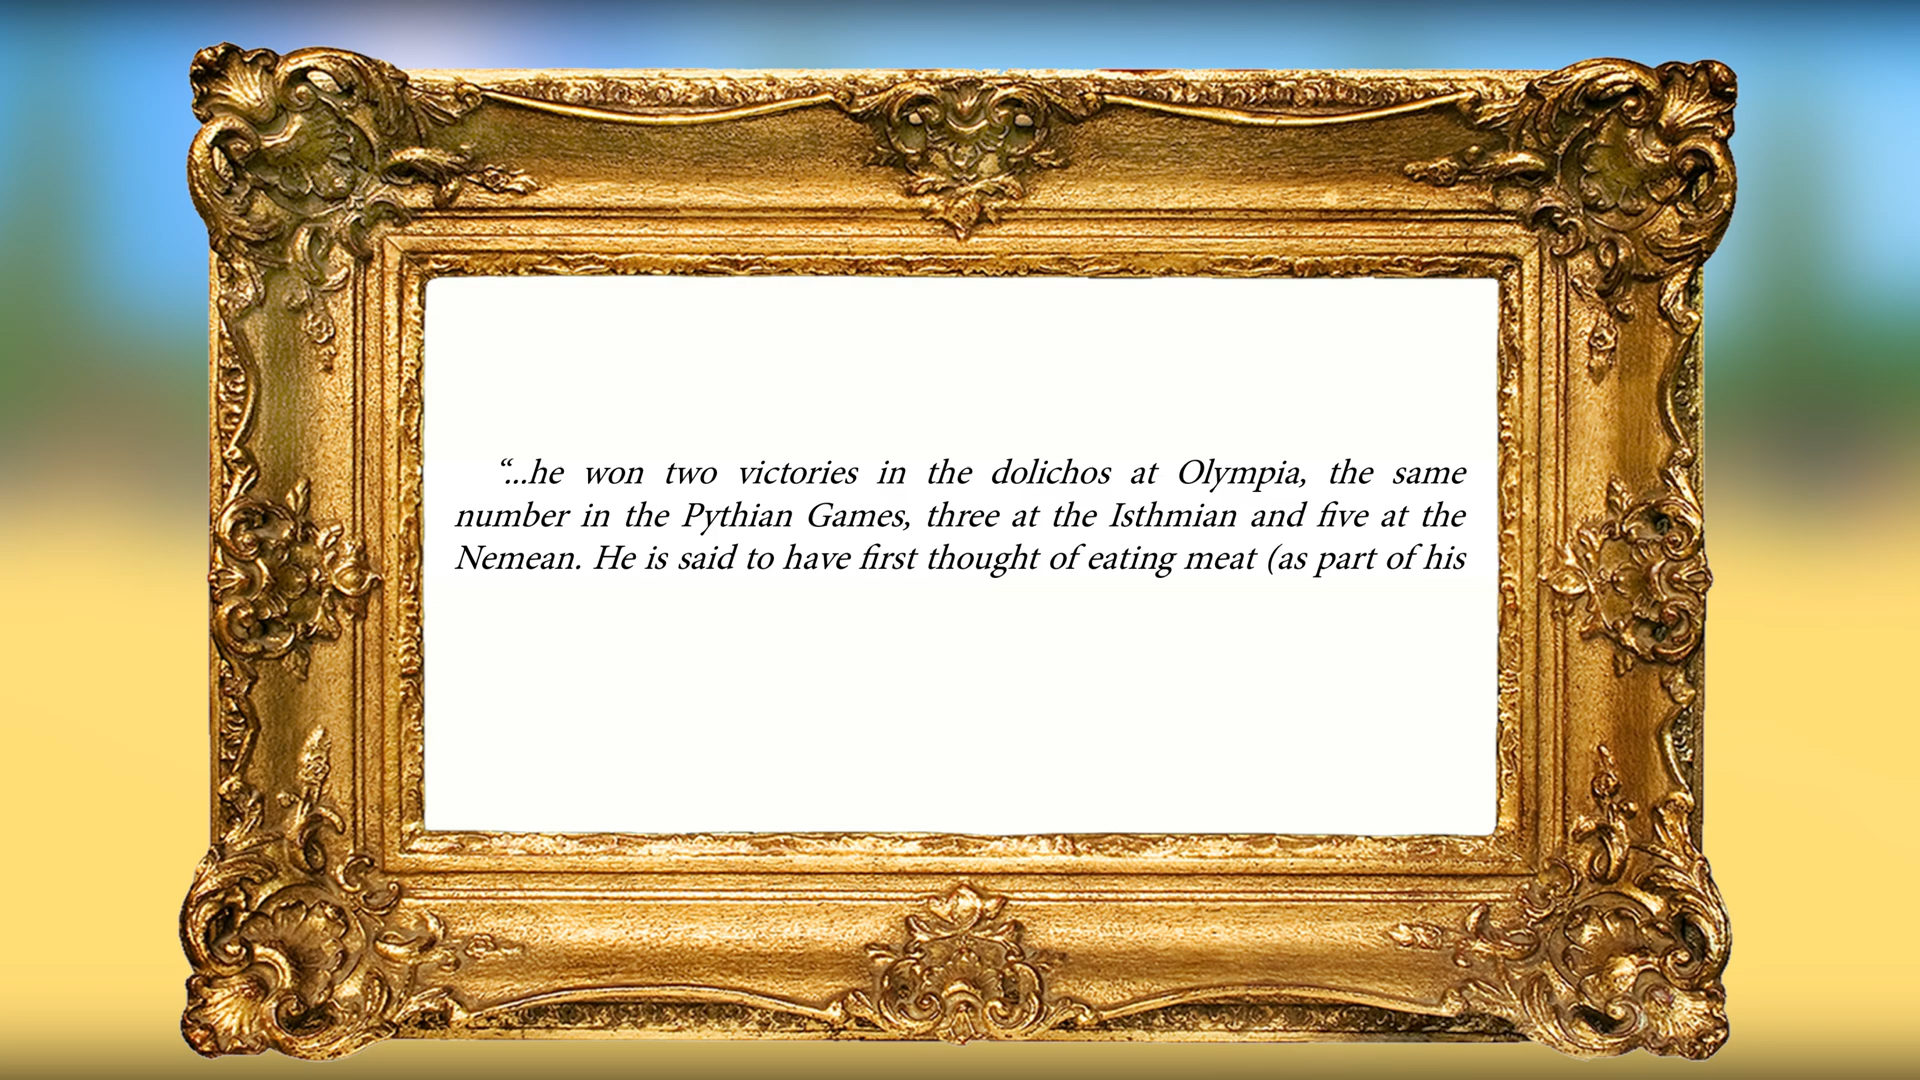 “...he won two victories in the dolichos at Olympia, the same
number in the Pythian Games, three at the Isthmian and five at the
Nemean. He is said to have first thought of eating meat (as part of his